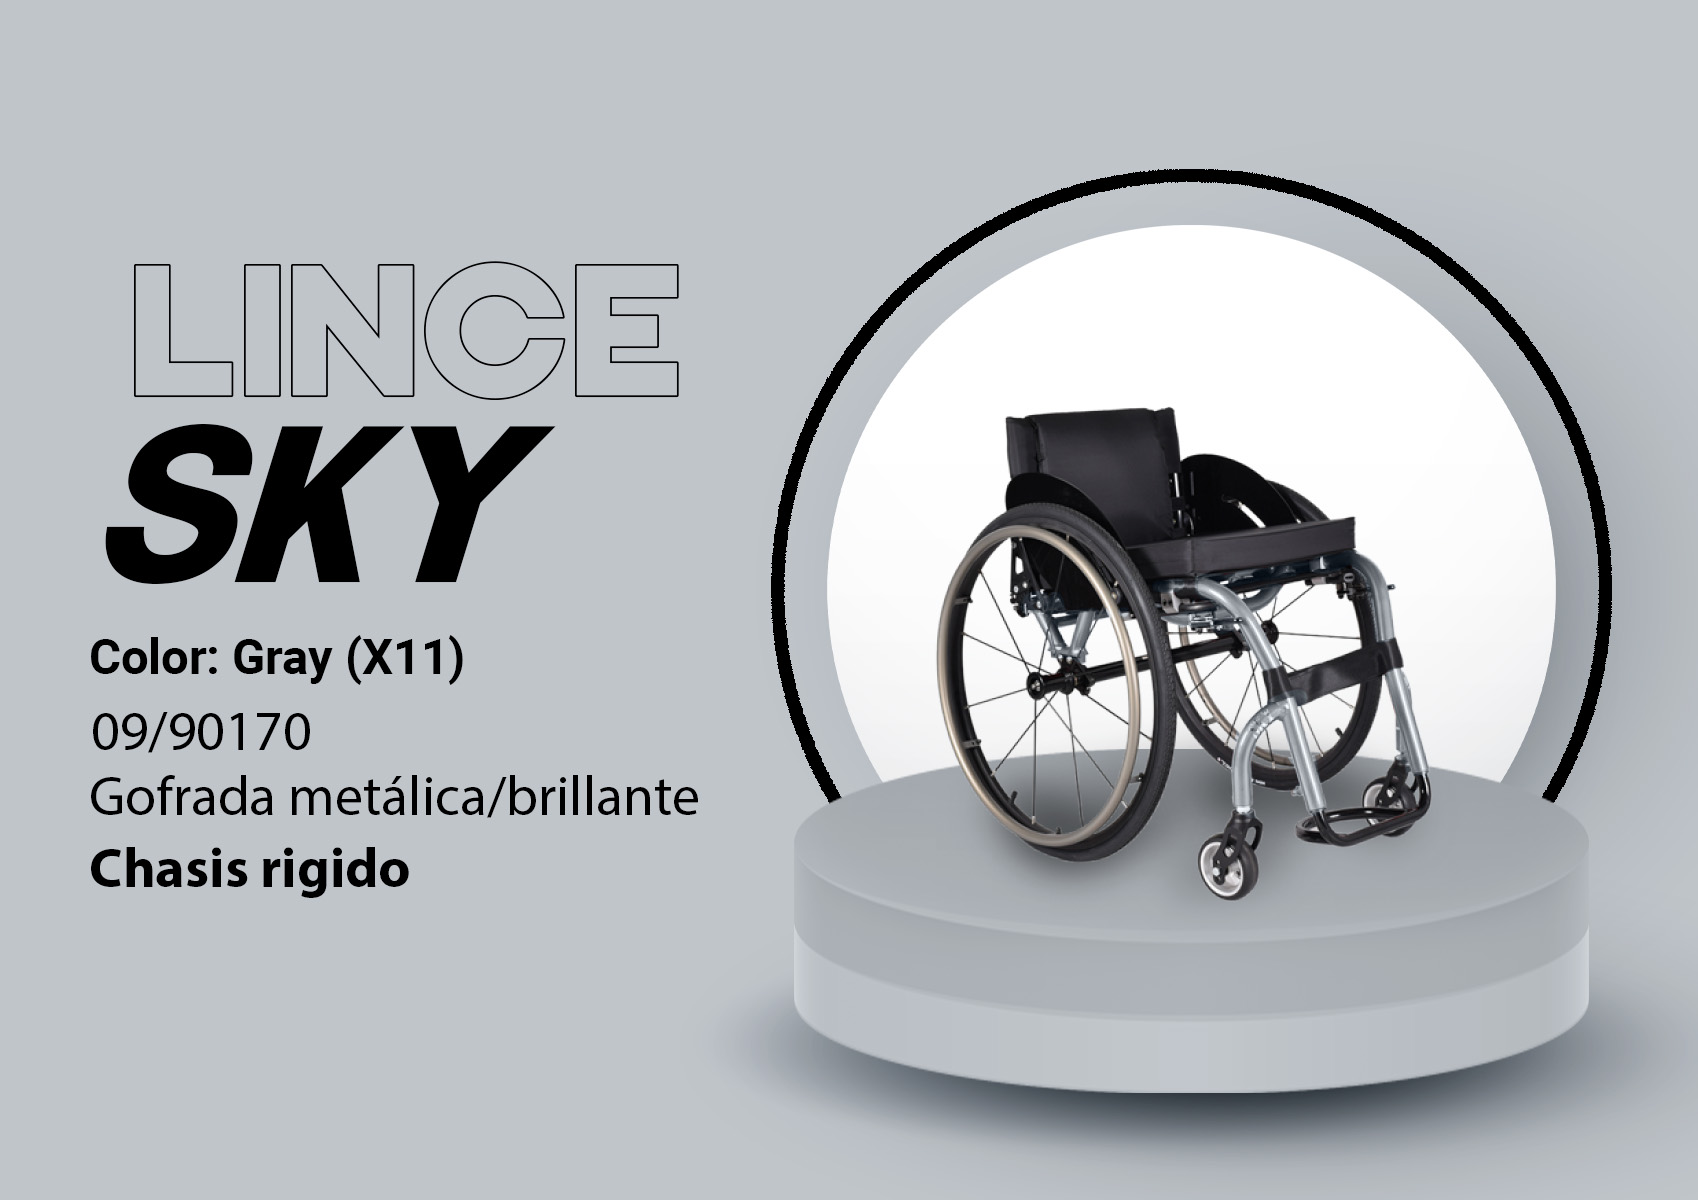 LINCE
SKY
Color: Gray (X11)
09/90170
Gofrada metálica/brillante
Chasis rigido